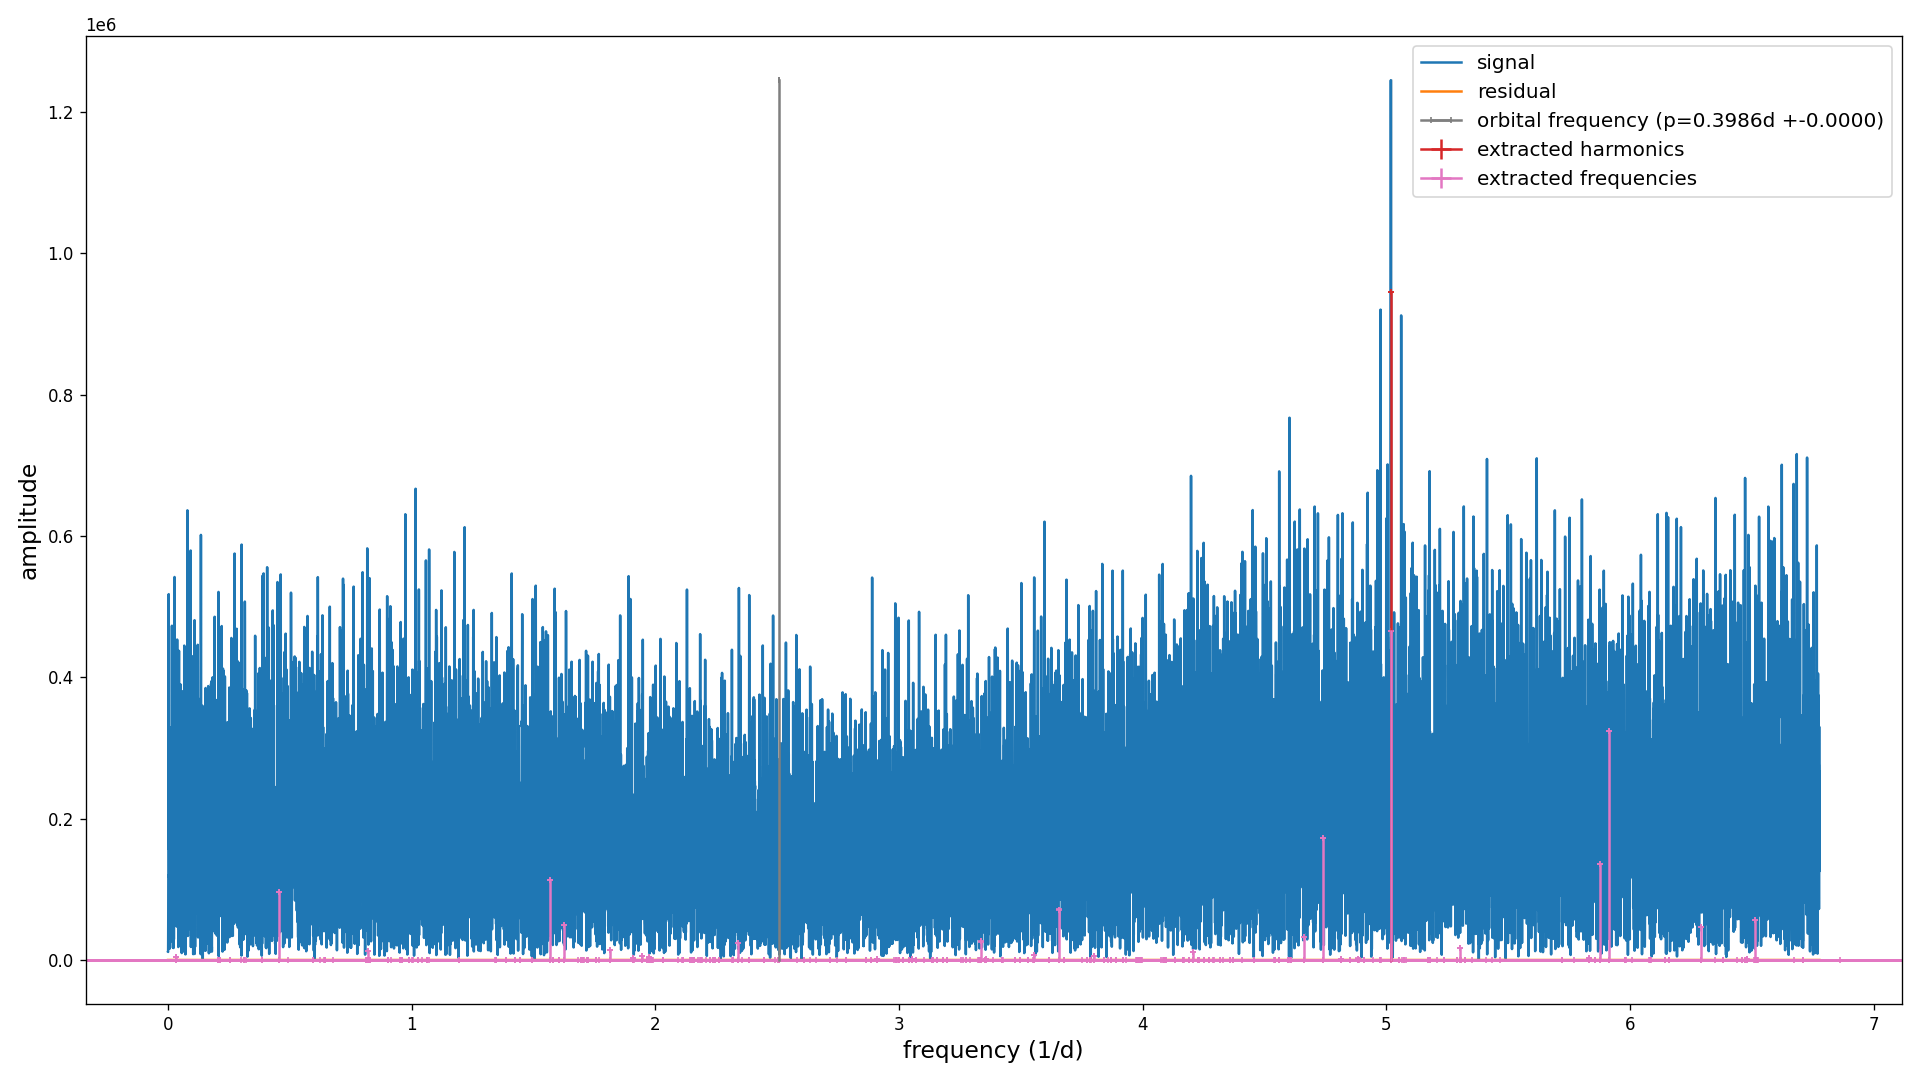 1e6
signal
residual
orbital frequency (p=0.3986d +-0.0000)
extracted harmonics
extracted frequencies
1.2
1.0
0.8
0.6
0.4
0.2
0.0
amplitude
0 1 2 3 4 5 6 7
frequency (1/d)